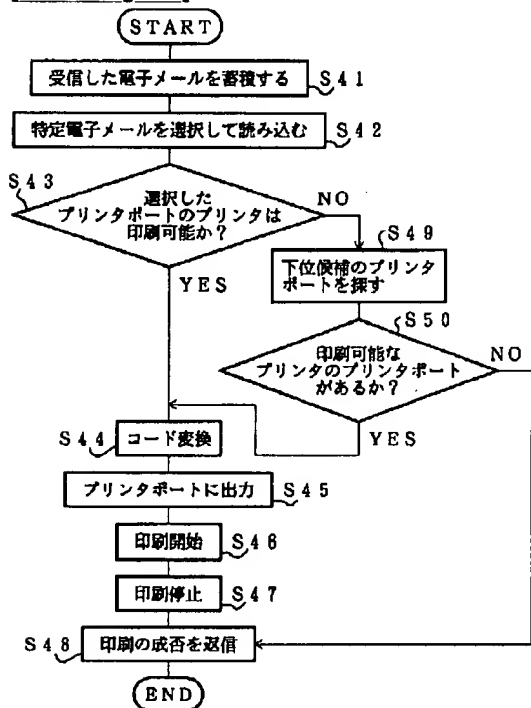 START
受信した電子メールを蓄積する S41
特定電子メールを選択して読み込む S42
S43
選択した
プリンタポートのプリンタは
印刷可能か?
NO
YES
S49
下位候補のプリンタ
ポートを探す
S50
印刷可能な
プリンタのプリンタポート
があるか?
NO
YES
S44 コード変換
プリンタポートに出力 S45
印刷開始 S46
印刷停止 S47
S48 印刷の成否を返信
END